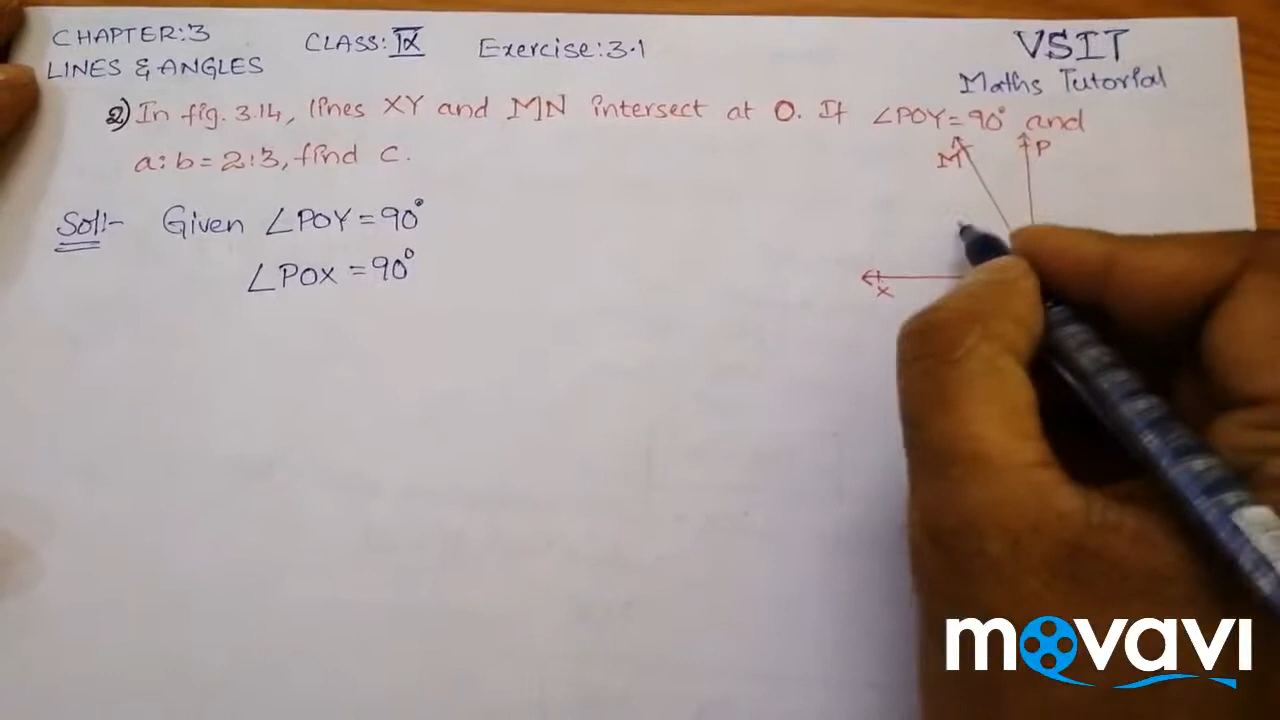 CHAPTER:3
LINES & ANGLES
CLASS: IX
Exercise:3.1
VSIT
Maths Tutorial
2) In fig. 3.14, lines XY and MN intersect at O. If ∠POY=90° and
a:b=2:3, find C.
M
P
X
Sol:- Given ∠POY=90°
∠POX=90°
movavi